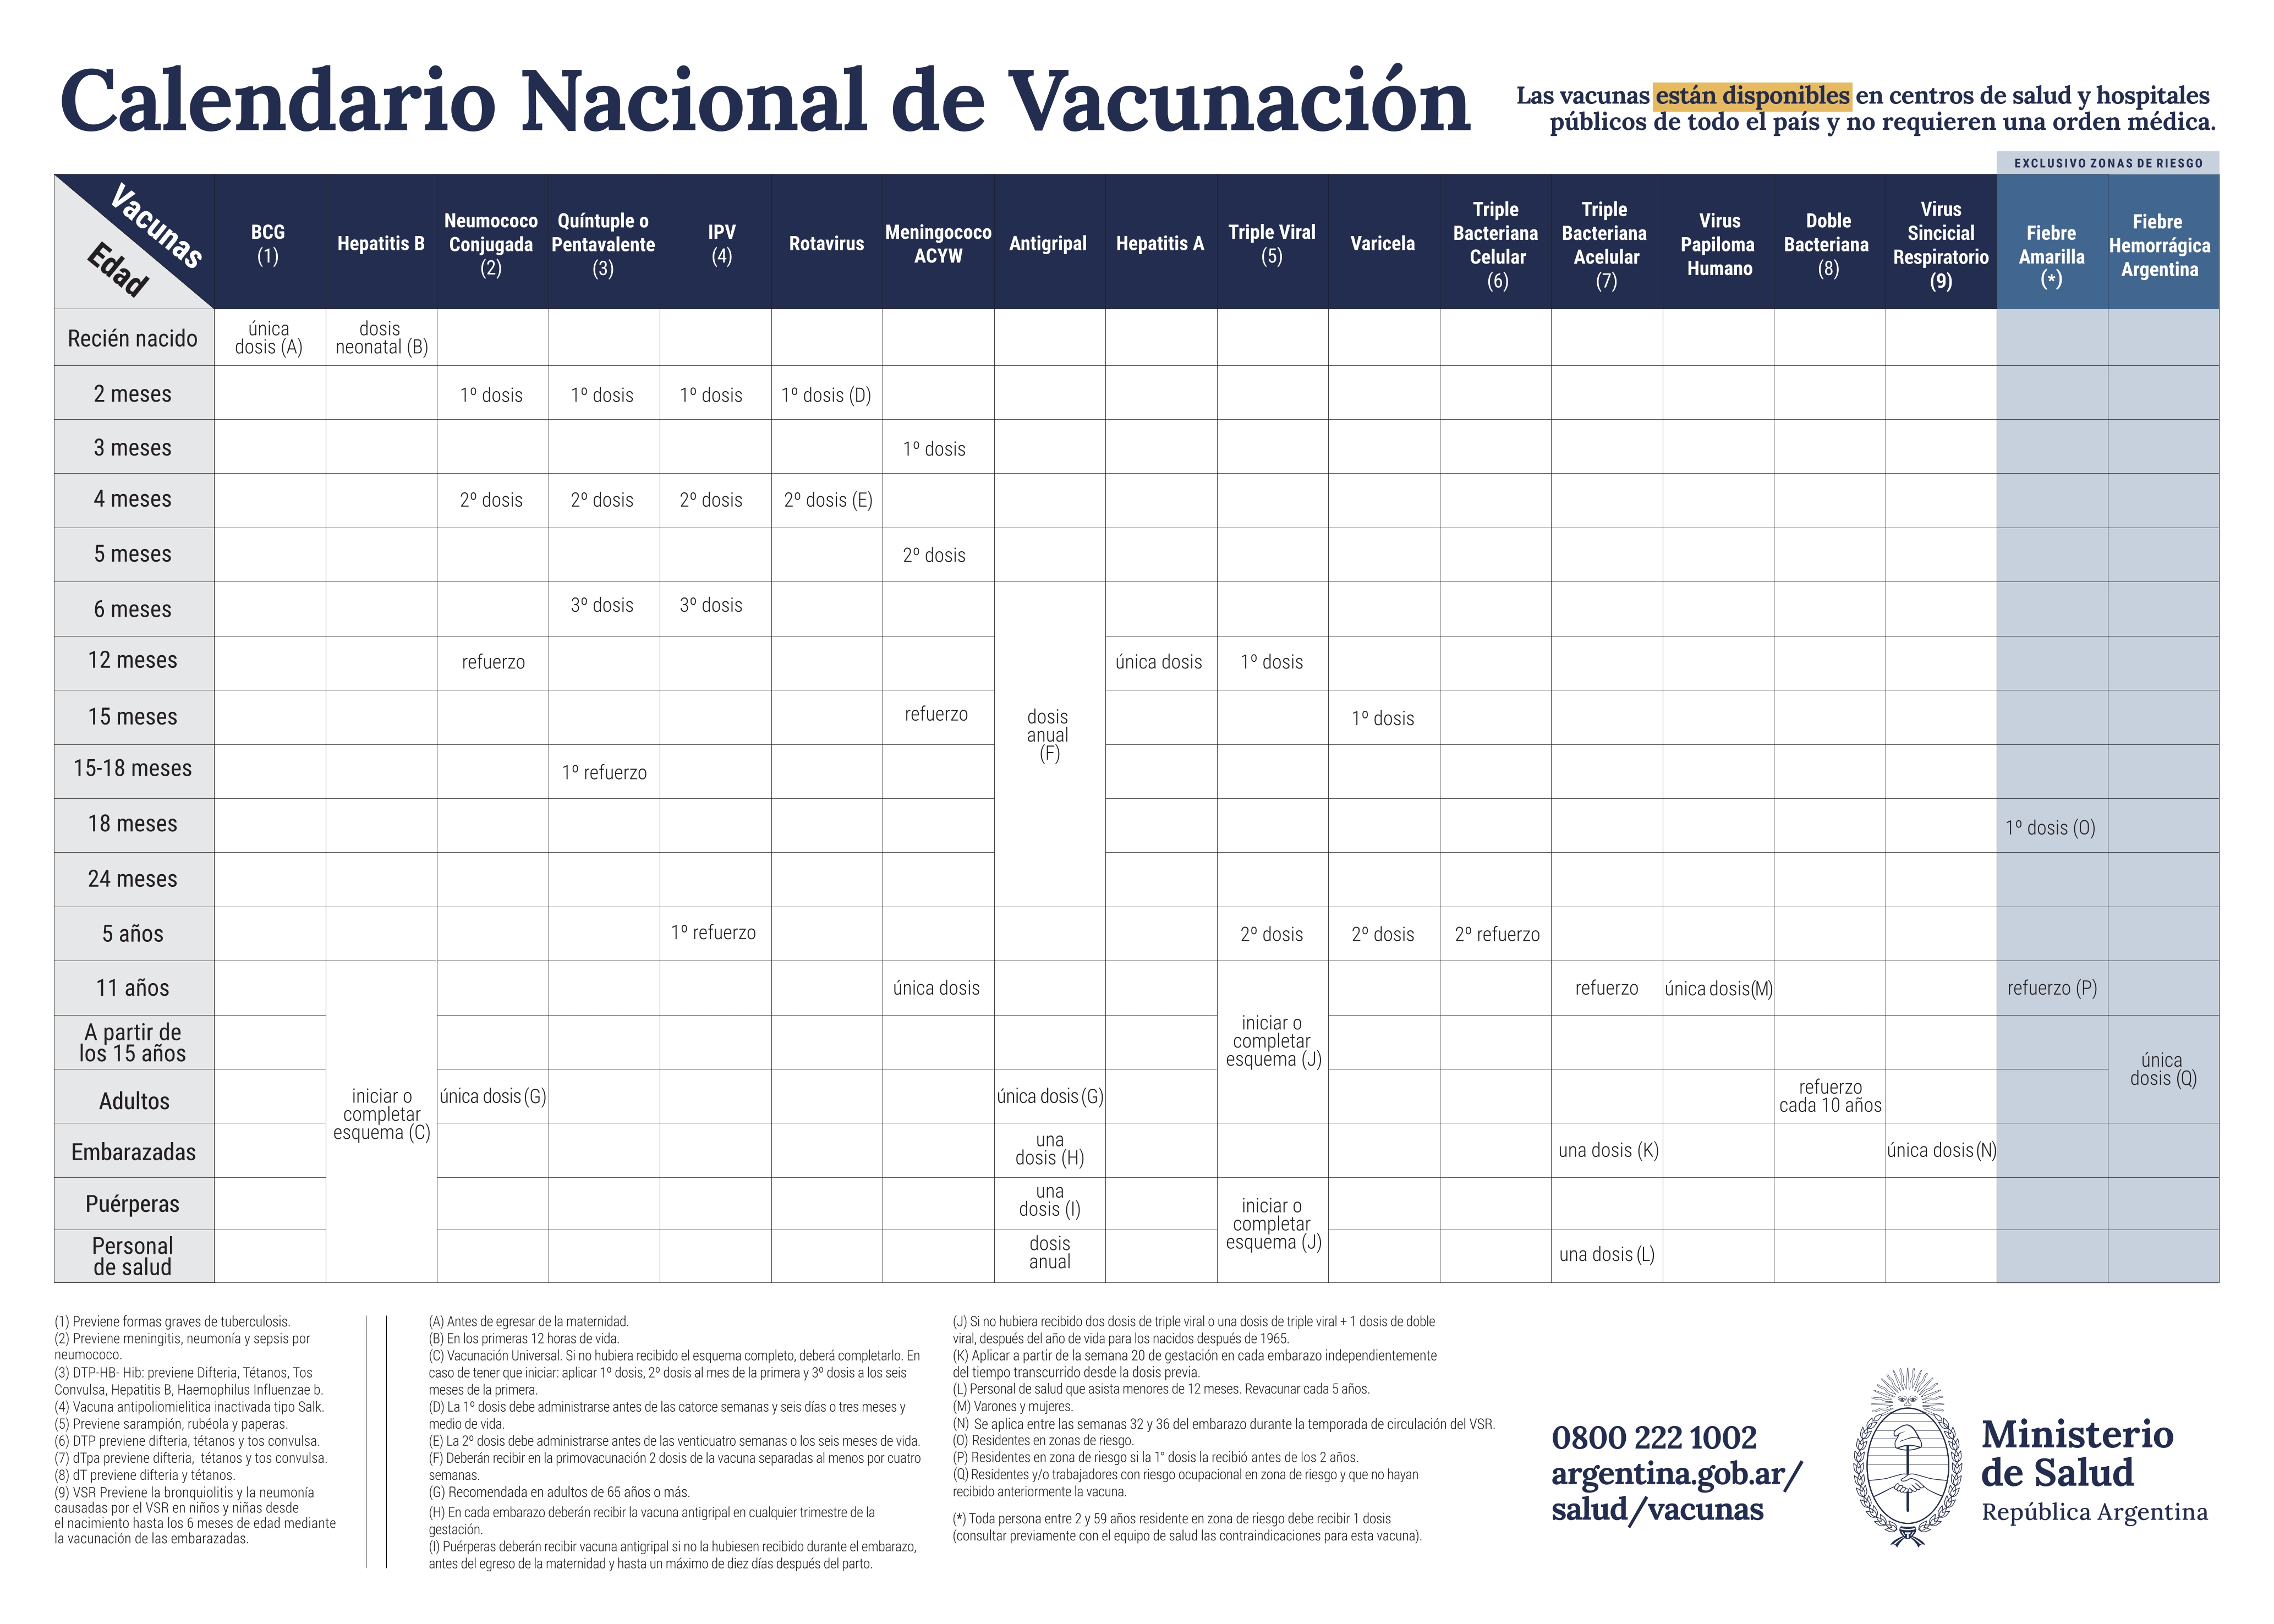 Calendario Nacional de Vacunación
Las vacunas están disponibles en centros de salud y hospitales
públicos de todo el país y no requieren una orden médica.
EXCLUSIVO ZONAS DE RIESGO
Vacunas
Edad
BCG
(1)
Hepatitis B
Neumococo
Conjugada
(2)
Quíntuple o
Pentavalente
(3)
IPV
(4)
Rotavirus
Meningococo
ACYW
Antigripal
Hepatitis A
Triple Viral
(5)
Varicela
Triple
Bacteriana
Celular
(6)
Triple
Bacteriana
Acelular
(7)
Virus
Papiloma
Humano
Doble
Bacteriana
(8)
Virus
Sincicial
Respiratorio
(9)
Fiebre
Amarilla
(*)
Fiebre
Hemorrágica
Argentina
Recién nacido
única
dosis (A)
dosis
neonatal (B)
2 meses
1º dosis
1º dosis
1º dosis
1º dosis (D)
3 meses
1º dosis
4 meses
2º dosis
2º dosis
2º dosis
2º dosis (E)
5 meses
2º dosis
6 meses
3º dosis
3º dosis
12 meses
refuerzo
única dosis
1º dosis
15 meses
refuerzo
dosis
anual
(F)
1º dosis
15-18 meses
1º refuerzo
18 meses
1º dosis (O)
24 meses
5 años
1º refuerzo
2º dosis
2º dosis
2º refuerzo
11 años
única dosis
refuerzo
única dosis(M)
refuerzo (P)
A partir de
los 15 años
iniciar o
completar
esquema (J)
única
dosis (Q)
Adultos
iniciar o
completar
esquema (C)
única dosis (G)
única dosis (G)
refuerzo
cada 10 años
Embarazadas
una
dosis (H)
una dosis (K)
única dosis(N)
Puérperas
una
dosis (I)
iniciar o
completar
esquema (J)
Personal
de salud
dosis
anual
una dosis (L)
(1) Previene formas graves de tuberculosis.
(2) Previene meningitis, neumonía y sepsis por
neumococo.
(3) DTP-HB- Hib: previene Difteria, Tétanos, Tos
Convulsa, Hepatitis B, Haemophilus Influenzae b.
(4) Vacuna antipoliomielitica inactivada tipo Salk.
(5) Previene sarampión, rubéola y paperas.
(6) DTP previene difteria, tétanos y tos convulsa.
(7) dTpa previene difteria, tétanos y tos convulsa.
(8) dT previene difteria y tétanos.
(9) VSR Previene la bronquiolitis y la neumonía
causadas por el VSR en niños y niñas desde
el nacimiento hasta los 6 meses de edad mediante
la vacunación de las embarazadas.
(A) Antes de egresar de la maternidad.
(B) En los primeras 12 horas de vida.
(C) Vacunación Universal. Si no hubiera recibido el esquema completo, deberá completarlo. En
caso de tener que iniciar: aplicar 1º dosis, 2º dosis al mes de la primera y 3º dosis a los seis
meses de la primera.
(D) La 1º dosis debe administrarse antes de las catorce semanas y seis días o tres meses y
medio de vida.
(E) La 2º dosis debe administrarse antes de las venticuatro semanas o los seis meses de vida.
(F) Deberán recibir en la primovacunación 2 dosis de la vacuna separadas al menos por cuatro
semanas.
(G) Recomendada en adultos de 65 años o más.
(H) En cada embarazo deberán recibir la vacuna antigripal en cualquier trimestre de la
gestación.
(I) Puérperas deberán recibir vacuna antigripal si no la hubiesen recibido durante el embarazo,
antes del egreso de la maternidad y hasta un máximo de diez días después del parto.
(J) Si no hubiera recibido dos dosis de triple viral o una dosis de triple viral + 1 dosis de doble
viral, después del año de vida para los nacidos después de 1965.
(K) Aplicar a partir de la semana 20 de gestación en cada embarazo independientemente
del tiempo transcurrido desde la dosis previa.
(L) Personal de salud que asista menores de 12 meses. Revacunar cada 5 años.
(M) Varones y mujeres.
(N) Se aplica entre las semanas 32 y 36 del embarazo durante la temporada de circulación del VSR.
(O) Residentes en zonas de riesgo.
(P) Residentes en zona de riesgo si la 1° dosis la recibió antes de los 2 años.
(Q) Residentes y/o trabajadores con riesgo ocupacional en zona de riesgo y que no hayan
recibido anteriormente la vacuna.
(*) Toda persona entre 2 y 59 años residente en zona de riesgo debe recibir 1 dosis
(consultar previamente con el equipo de salud las contraindicaciones para esta vacuna).
0800 222 1002
argentina.gob.ar/
salud/vacunas
Ministerio
de Salud
República Argentina